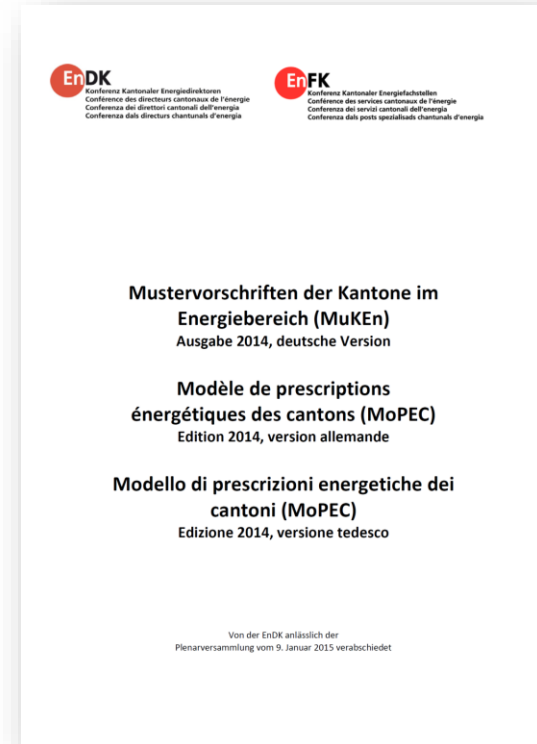 EnDK
Konferenz Kantonaler Energiedirektoren
Conférence des directeurs cantonaux de l'énergie
Conferenza dei direttori cantonali dell'energia
Conferenza dals directurs chantunals d'energia
EnFK
Konferenz Kantonaler Energiefachstellen
Conférence des services cantonaux de l'énergie
Conferenza dei servizi cantonali dell'energia
Conferenza dals posts spezialisads chantunals d'energia
Mustervorschriften der Kantone im
Energiebereich (MuKEn)
Ausgabe 2014, deutsche Version
Modèle de prescriptions
énergétiques des cantons (MoPEC)
Edition 2014, version allemande
Modello di prescrizioni energetiche dei
cantoni (MoPEC)
Edizione 2014, versione tedesco
Von der EnDK anlässlich der
Plenarversammlung vom 9. Januar 2015 verabschiedet